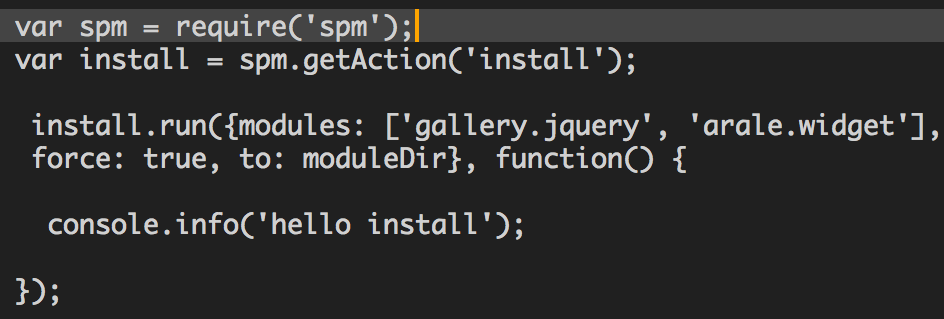 var spm = require('spm');
var install = spm.getAction('install');
install.run({modules: ['gallery.jquery', 'arale.widget'],
force: true, to: moduleDir}, function() {
console.info('hello install');
});